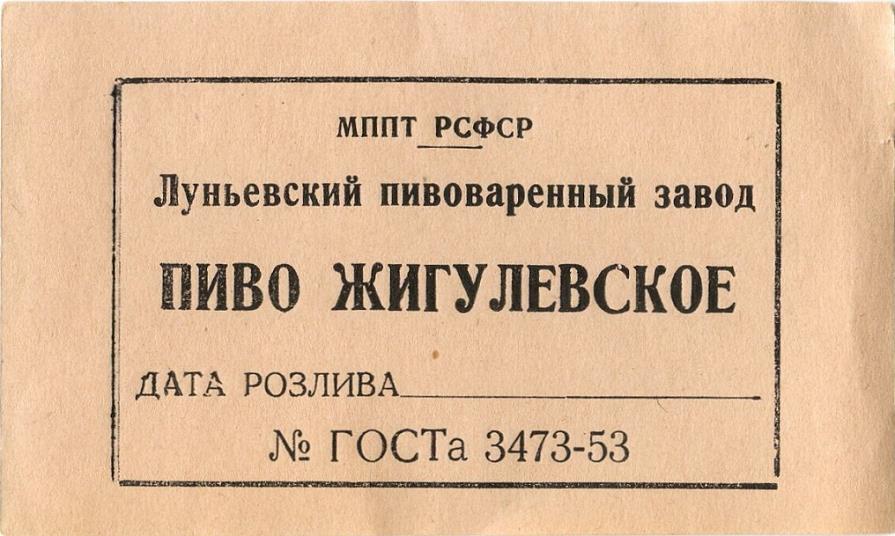 МППТ РСФСР
Луньевский пивоваренный завод
ПИВО ЖИГУЛЕВСКОЕ
ДАТА РОЗЛИВА
№ ГОСТа 3473-53